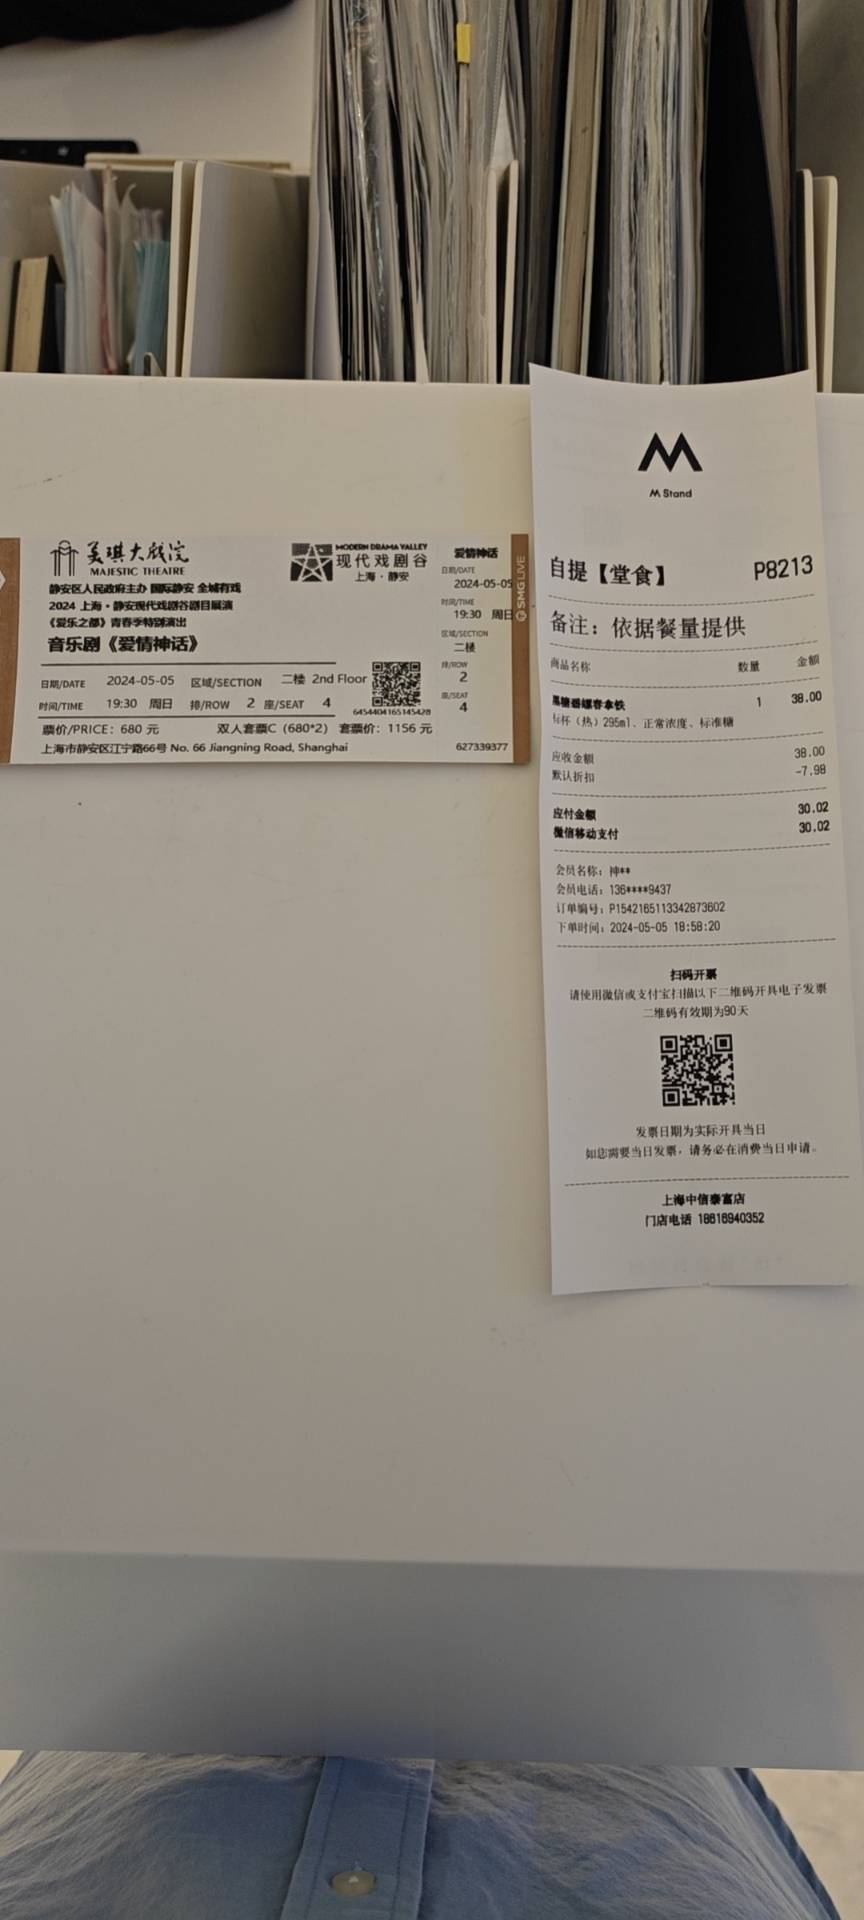 美琪大戏院
MAJESTIC THEATRE
MODERN DRAMA VALLEY
现代戏剧谷
上海·静安
静安区人民政府主办 国际静安 全城有戏
2024 上海·静安现代戏剧谷剧目展演
《爱乐之都》青春季特别演出
音乐剧《爱情神话》
日期/DATE 2024-05-05 区域/SECTION 二楼 2nd Floor
时间/TIME 19:30 周日 排/ROW 2 座/SEAT 4
6454404165145428
票价/PRICE: 680 元 双人套票C（680*2） 套票价: 1156 元
上海市静安区江宁路66号 No. 66 Jiangning Road, Shanghai
爱情神话
日期/DATE
2024-05-05
时间/TIME
19:30 周日
区域/SECTION
二楼
排/ROW
2
座/SEAT
4
627339377
SMG LIVE
M Stand
自提【堂食】 P8213
备注: 依据餐量提供
商品名称 数量 金额
黑糖 拿铁 1 38.00
标杯（热）295ml、正常浓度、标准糖
应收金额 38.00
默认折扣 -7.98
应付金额 30.02
微信移动支付 30.02
会员名称: 神**
会员电话: 136****9437
订单编号: P1542165113342873602
下单时间: 2024-05-05 18:58:20
扫码开票
请使用微信或支付宝扫描以下二维码开具电子发票
二维码有效期为90天
发票日期为实际开具当日
如您需要当日发票，请务必在消费当日申请。
上海中信泰富店
门店电话 18616940352